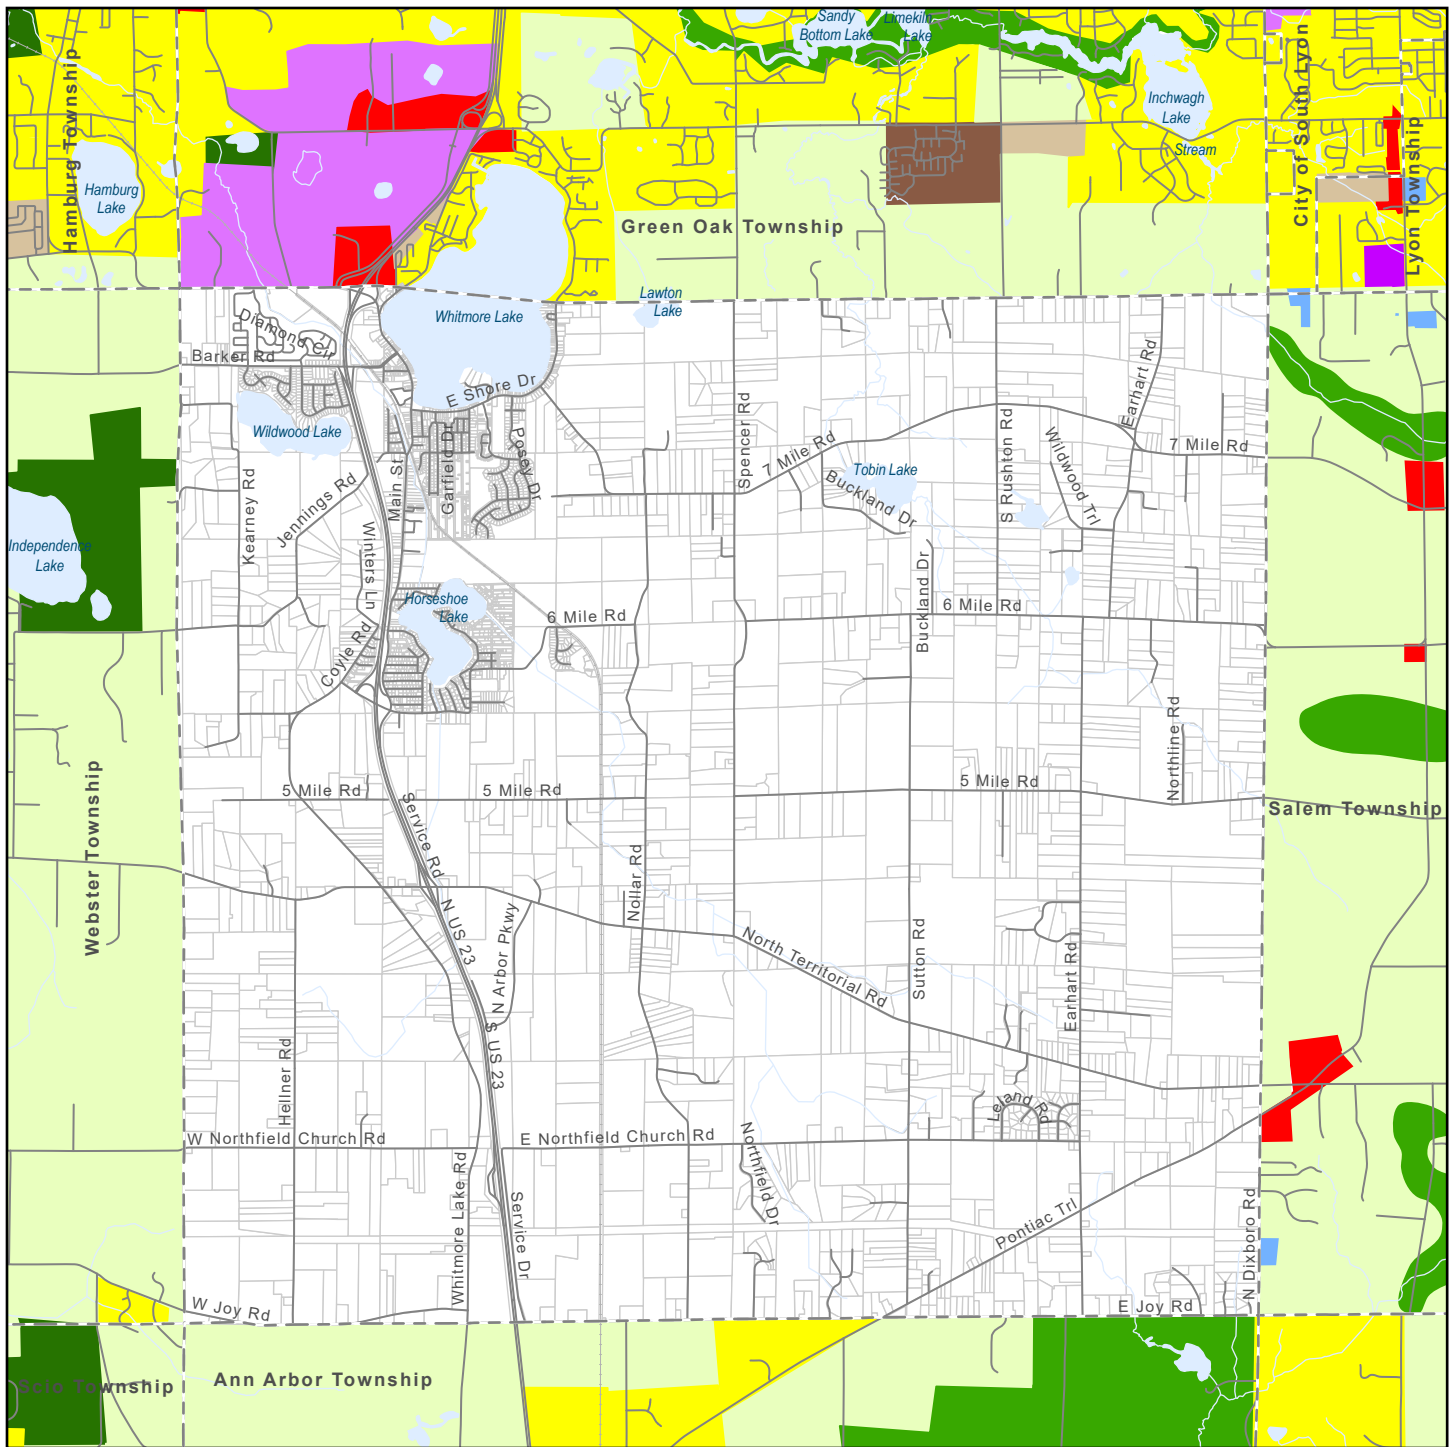 Sandy
Bottom Lake
Limekiln
Lake
Hamburg Township
City of South Lyon
Lyon Township
Inchwagh
Lake
Stream
Hamburg
Lake
Green Oak Township
Lawton
Lake
Whitmore Lake
Diamond Cir
Barker Rd
E Shore Dr
Wildwood Lake
Kearney Rd
Jennings Rd
Main St
Garfield Dr
Posey Dr
Winters Ln
Spencer Rd
7 Mile Rd
Tobin Lake
Buckland Dr
S Rushton Rd
Wildwood Trl
Earhart Rd
7 Mile Rd
Independence
Lake
Horseshoe
Lake
6 Mile Rd
Buckland Dr
6 Mile Rd
Coyle Rd
Northline Rd
Webster Township
5 Mile Rd
5 Mile Rd
5 Mile Rd
Salem Township
Service Rd
Nollar Rd
N US 23
N Arbor Pkwy
North Territorial Rd
Sutton Rd
Earhart Rd
S US 23
Hellner Rd
Leland Rd
W Northfield Church Rd
E Northfield Church Rd
Northfield Dr
Whitmore Lake Rd
Service Dr
Pontiac Trl
N Dixboro Rd
W Joy Rd
E Joy Rd
Scio Township
Ann Arbor Township